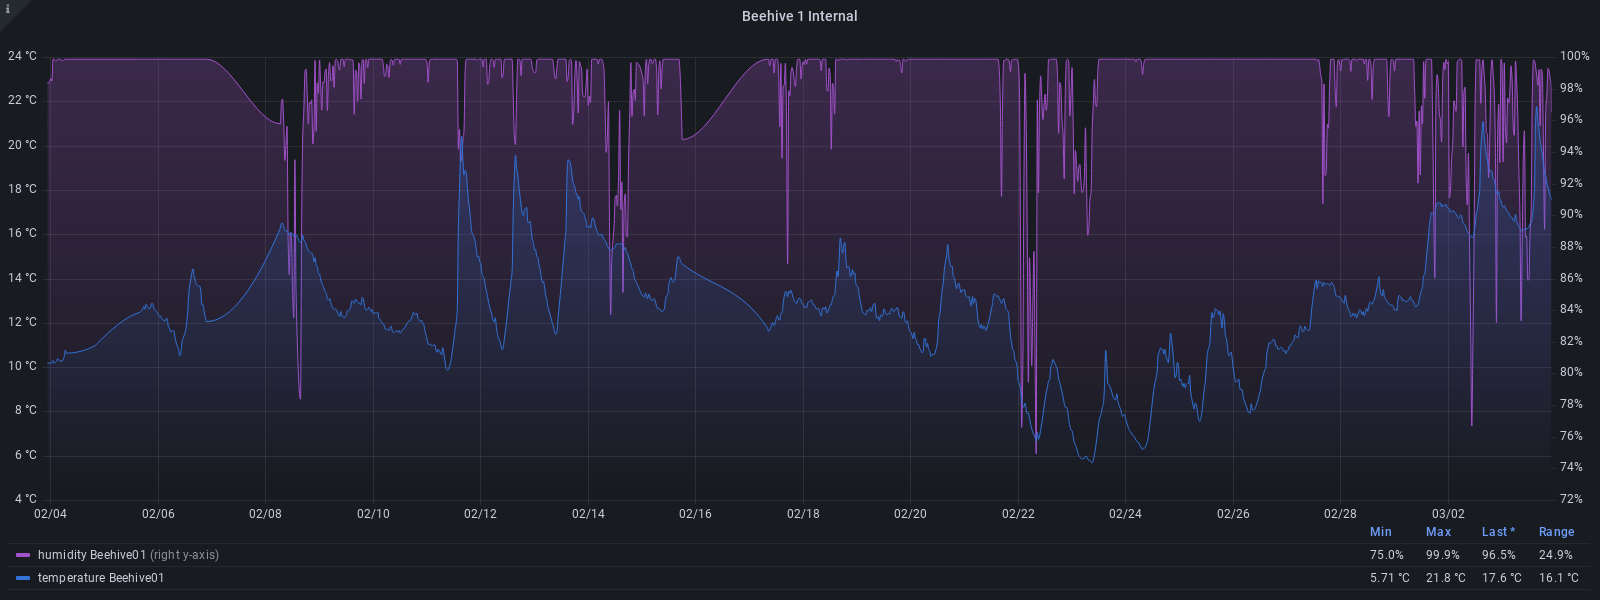 i
Beehive 1 Internal
24 °C 100%
98%
22 °C
96%
20 °C
94%
18 °C 92%
90%
16 °C
88%
14 °C 86%
84%
12 °C
82%
10 °C
80%
8 °C 78%
76%
6 °C
74%
4 °C 72%
02/04 02/06 02/08 02/10 02/12 02/14 02/16 02/18 02/20 02/22 02/24 02/26 02/28 03/02
Min Max Last * Range
humidity Beehive01 (right y-axis) 75.0% 99.9% 96.5% 24.9%
temperature Beehive01 5.71 °C 21.8 °C 17.6 °C 16.1 °C